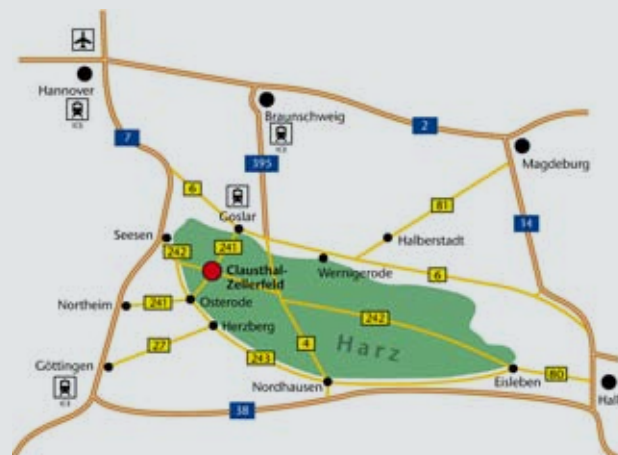 Hannover
ICE
Braunschweig
ICE
2
7
395
Magdeburg
6
81
14
Goslar
Seesen
241
Halberstadt
242
Clausthal-
Zellerfeld
Wernigerode
6
Northeim
241
Osterode
242
Herzberg
4
Harz
27
243
Göttingen
ICE
Nordhausen
Eisleben
80
Hall
38